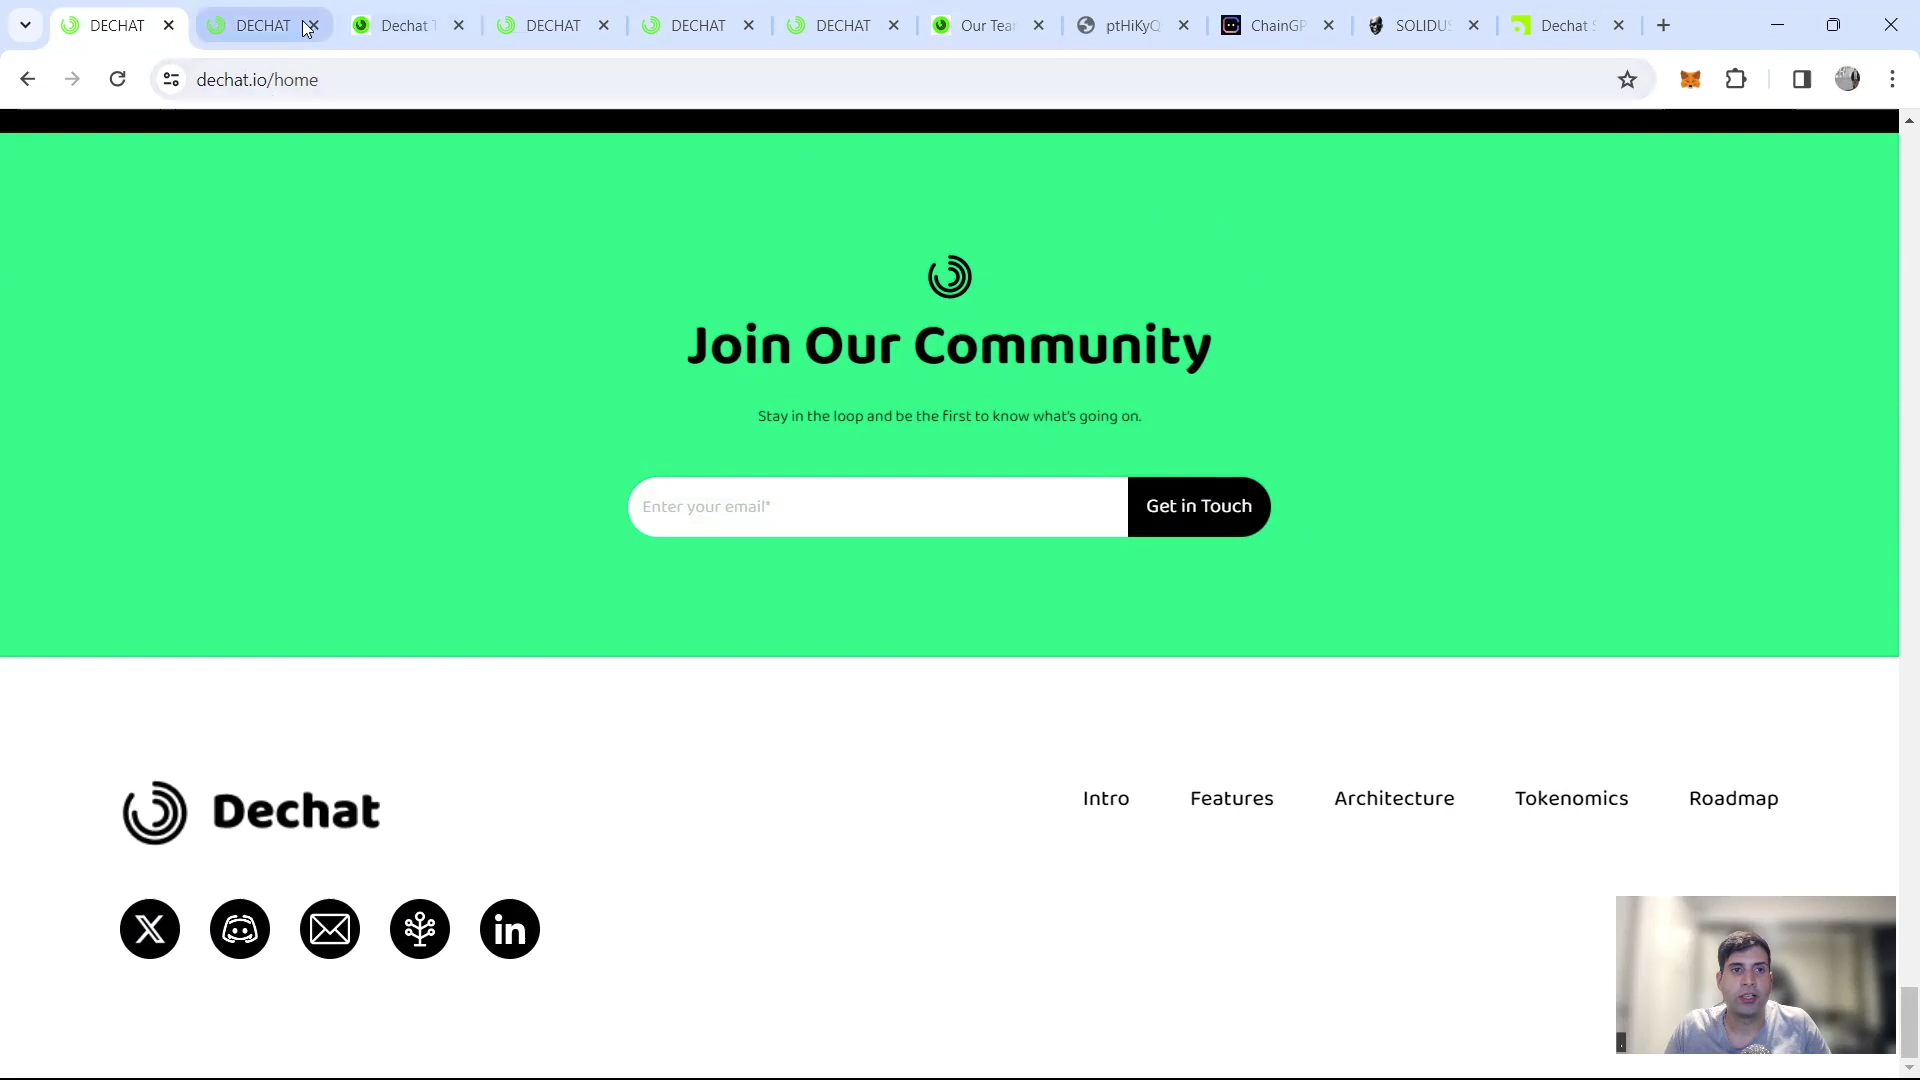 DECHAT
DECHAT
Dechat T
DECHAT
DECHAT
DECHAT
Our Tea
ptHiKyQ
ChainGP
SOLIDUS
Dechat S
dechat.io/home
Join Our Community
Stay in the loop and be the first to know what's going on.
Enter your email*
Get in Touch
Dechat
Intro
Features
Architecture
Tokenomics
Roadmap
X
in